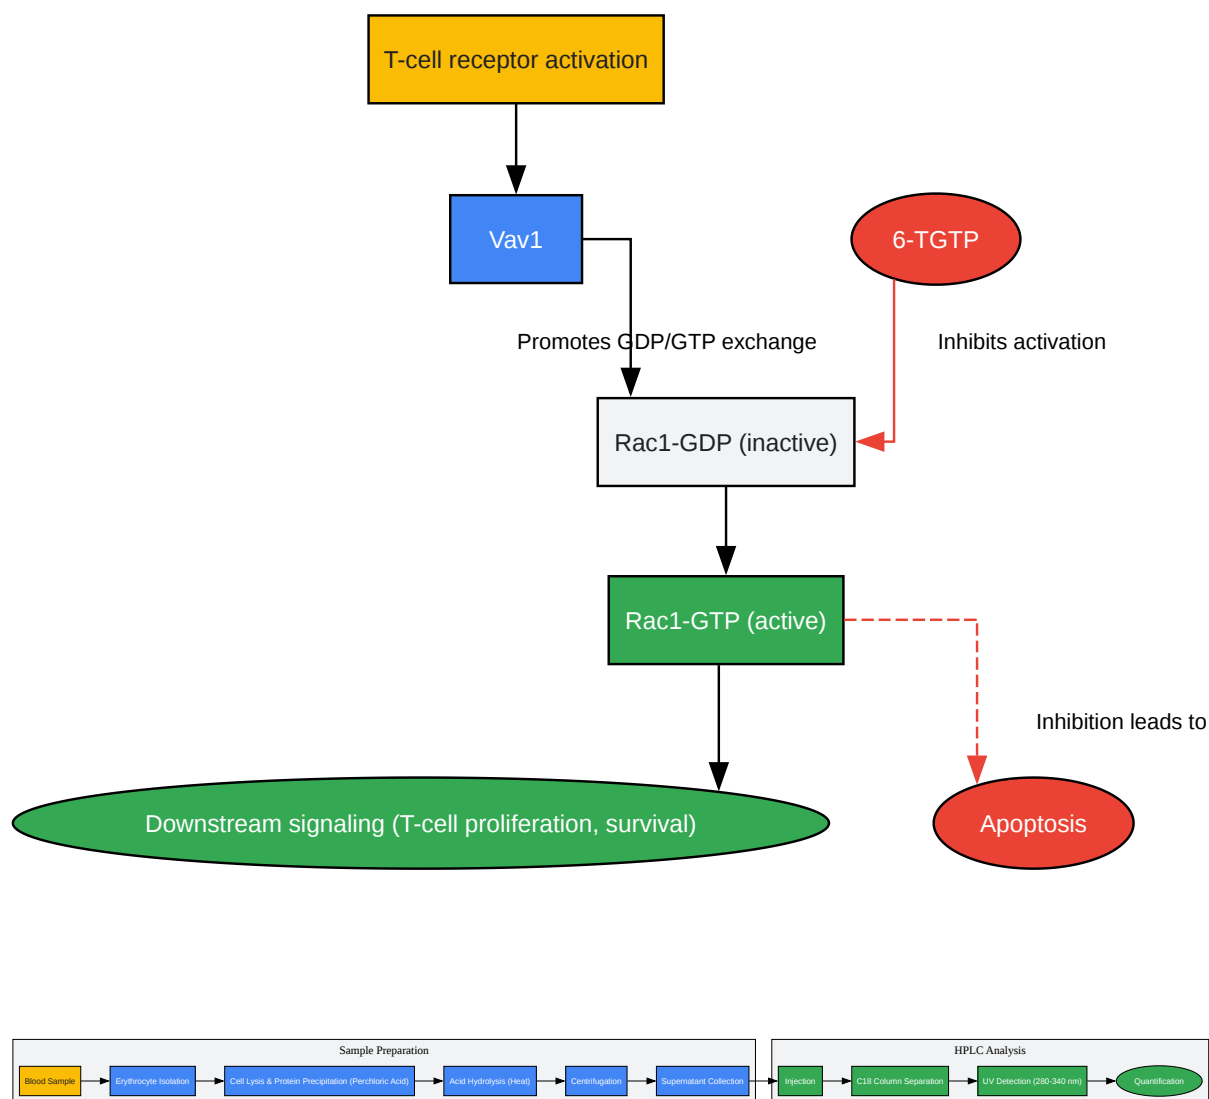 T-cell receptor activation
Vav1
6-TGTP
Promotes GDP/GTP exchange
Inhibits activation
Rac1-GDP (inactive)
Rac1-GTP (active)
Inhibition leads to
Downstream signaling (T-cell proliferation, survival)
Apoptosis
Sample Preparation
Blood Sample
Erythrocyte Isolation
Cell Lysis & Protein Precipitation (Perchloric Acid)
Acid Hydrolysis (Heat)
Centrifugation
Supernatant Collection
HPLC Analysis
Injection
C18 Column Separation
UV Detection (280-340 nm)
Quantification